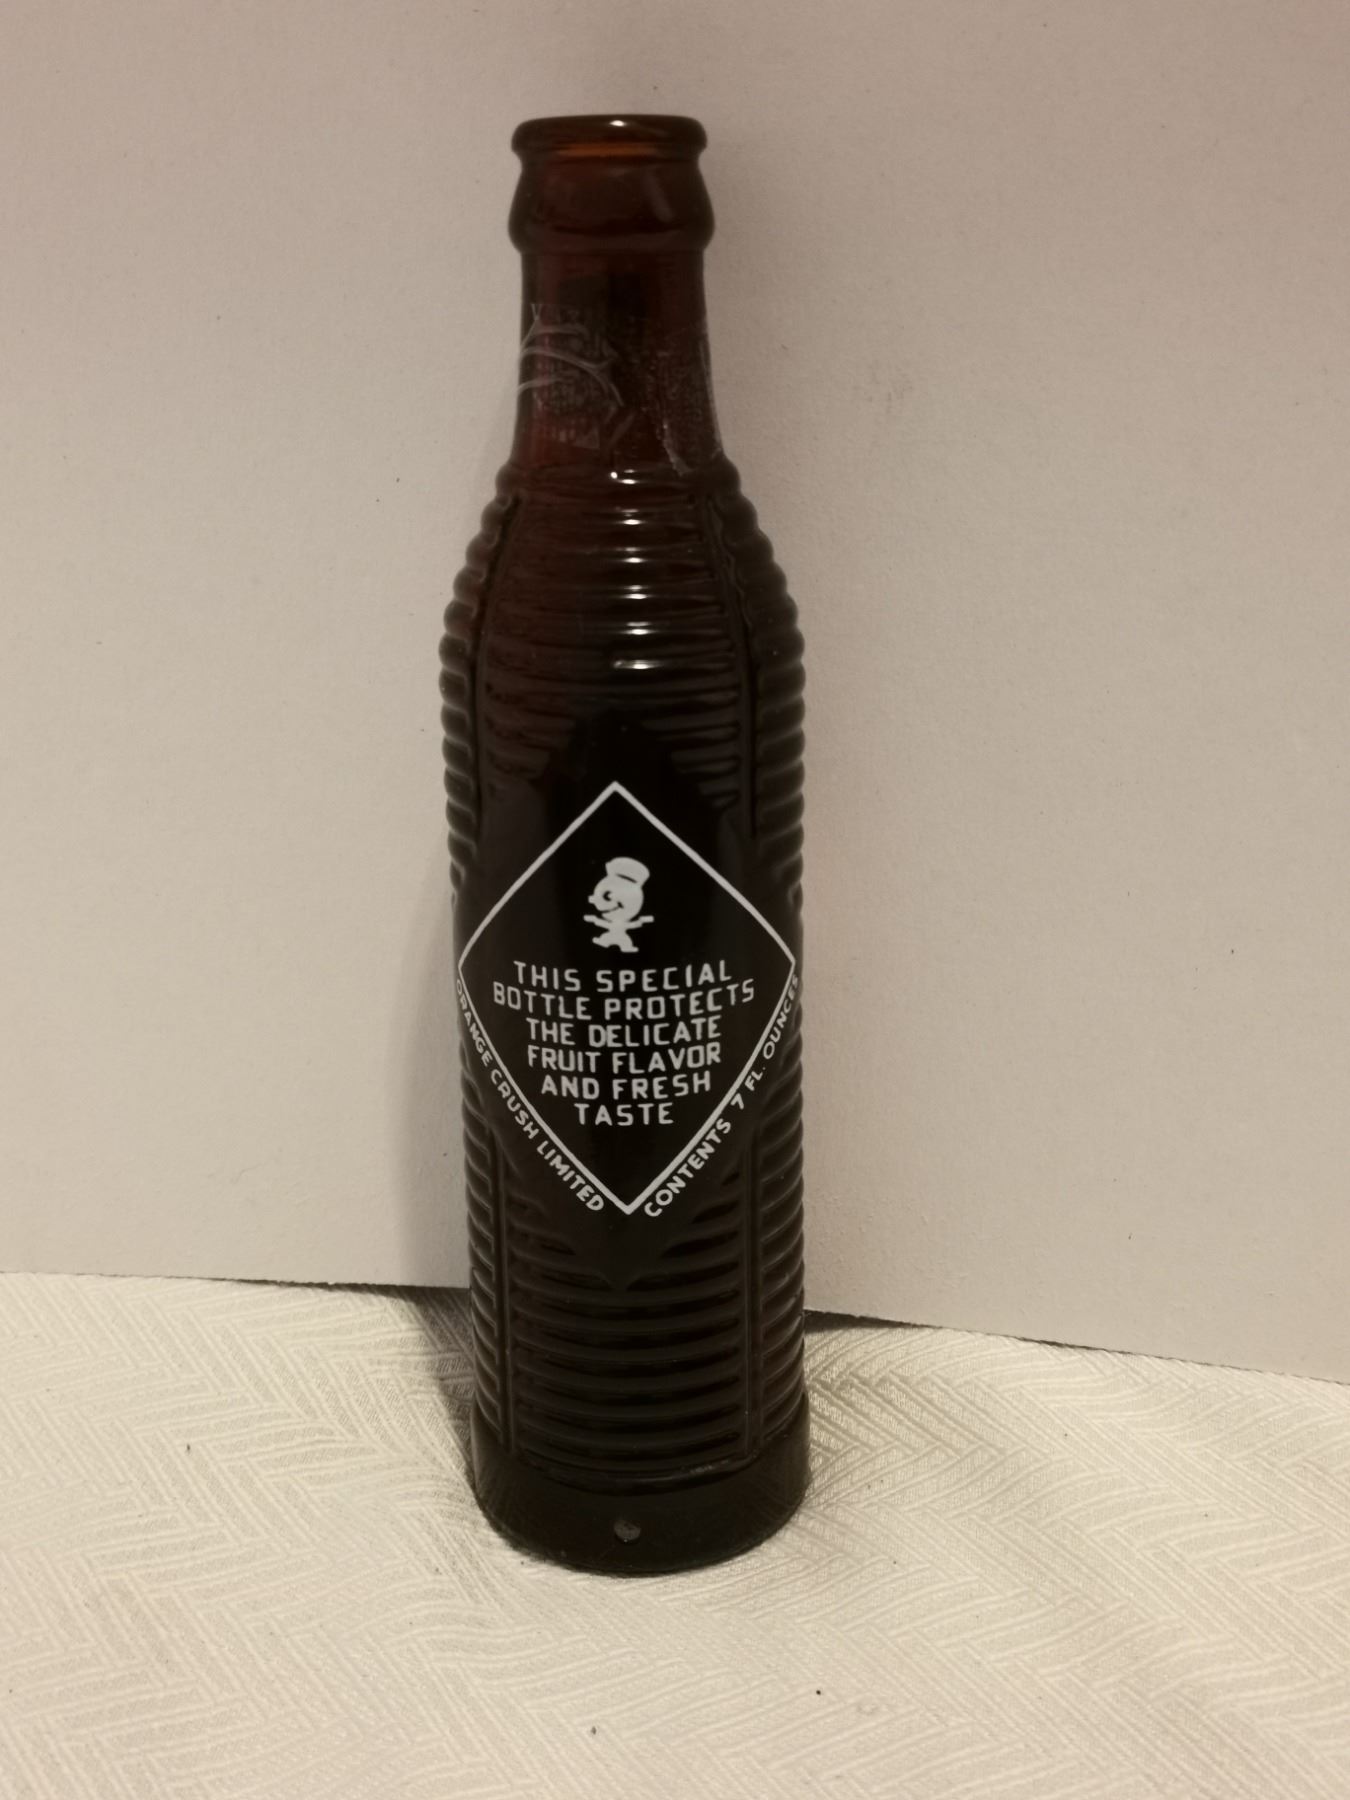 THIS SPECIAL
BOTTLE PROTECTS
THE DELICATE
FRUIT FLAVOR
AND FRESH
TASTE
ORANGE CRUSH LIMITED
CONTENTS 7 FL. OUNCES